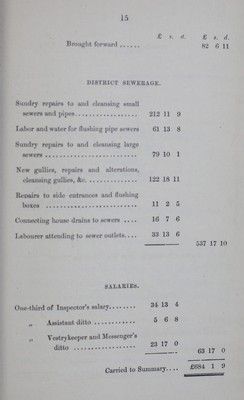 15
£ s. d. £ s. d.
Brought forward ...... 82 6 11
DISTRICT SEWERAGE.
Sundry repairs to and cleansing small
sewers and pipes.................. 212 11 9
Labor and water for flushing pipe sewers 61 13 8
Sundry repairs to and cleansing large
sewers .......................... 79 10 1
New gullies, repairs and alterations,
cleansing gullies, &c. .............. 122 18 11
Repairs to side entrances and flushing
boxes .......................... 11 2 5
Connecting house drains to sewers .... 16 7 6
Labourer attending to sewer outlets.... 33 13 6
537 17 10
SALARIES.
One-third of Inspector's salary........ 34 13 4
„ Assistant ditto ............ 5 6 8
„ Vestrykeeper and Messenger's
ditto .................. 23 17 0
63 17 0
Carried to Summary.... £684 1 9